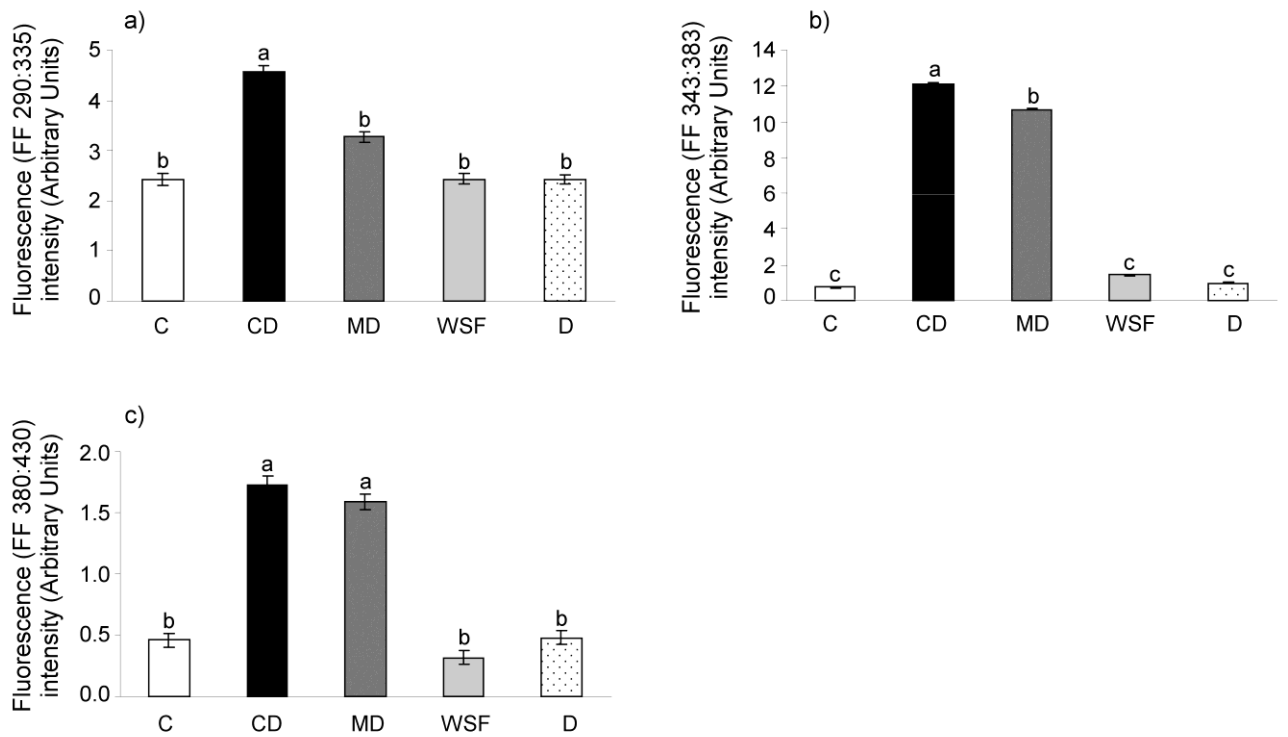 a)
Fluorescence (FF 290:335)
intensity (Arbitrary Units)
5
4
3
2
1
0
b
a
b
b
b
C
CD
MD
WSF
D
b)
Fluorescence (FF 343:383)
intensity (Arbitrary Units)
14
12
10
8
6
4
2
0
c
a
b
c
c
C
CD
MD
WSF
D
c)
Fluorescence (FF 380:430)
intensity (Arbitrary Units)
2.0
1.5
1.0
0.5
0.0
b
a
a
b
b
C
CD
MD
WSF
D